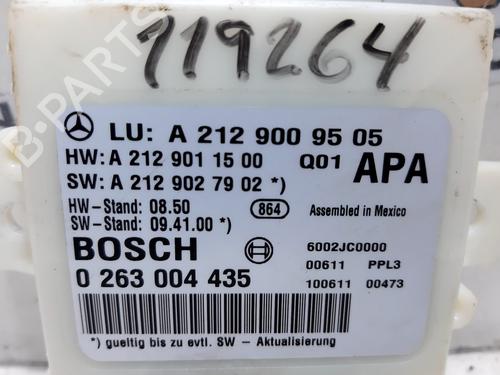 719264
LU: A 212 900 95 05
HW: A 212 901 15 00 Q01 APA
SW: A 212 902 79 02 *)
HW-Stand: 08.50
SW-Stand: 09.41.00 *) 864 Assembled in Mexico
BOSCH 6002JC0000
0 263 004 435 00611 PPL3
100611 00473
*) gueltig bis zu evtl. SW - Aktualisierung